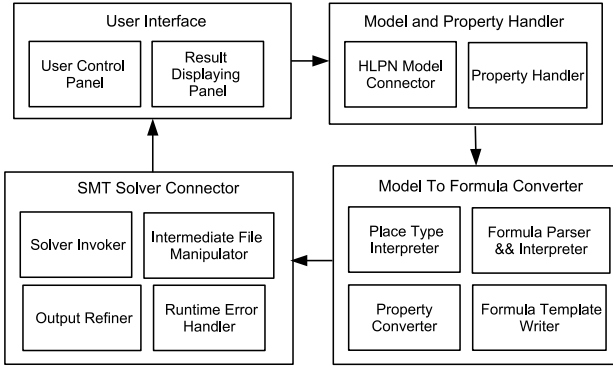 User Interface
User Control
Panel
Result
Displaying
Panel
Model and Property Handler
HLPN Model
Connector
Property Handler
SMT Solver Connector
Solver Invoker
Intermediate File
Manipulator
Output Refiner
Runtime Error
Handler
Model To Formula Converter
Place Type
Interpreter
Formula Parser
&& Interpreter
Property
Converter
Formula Template
Writer